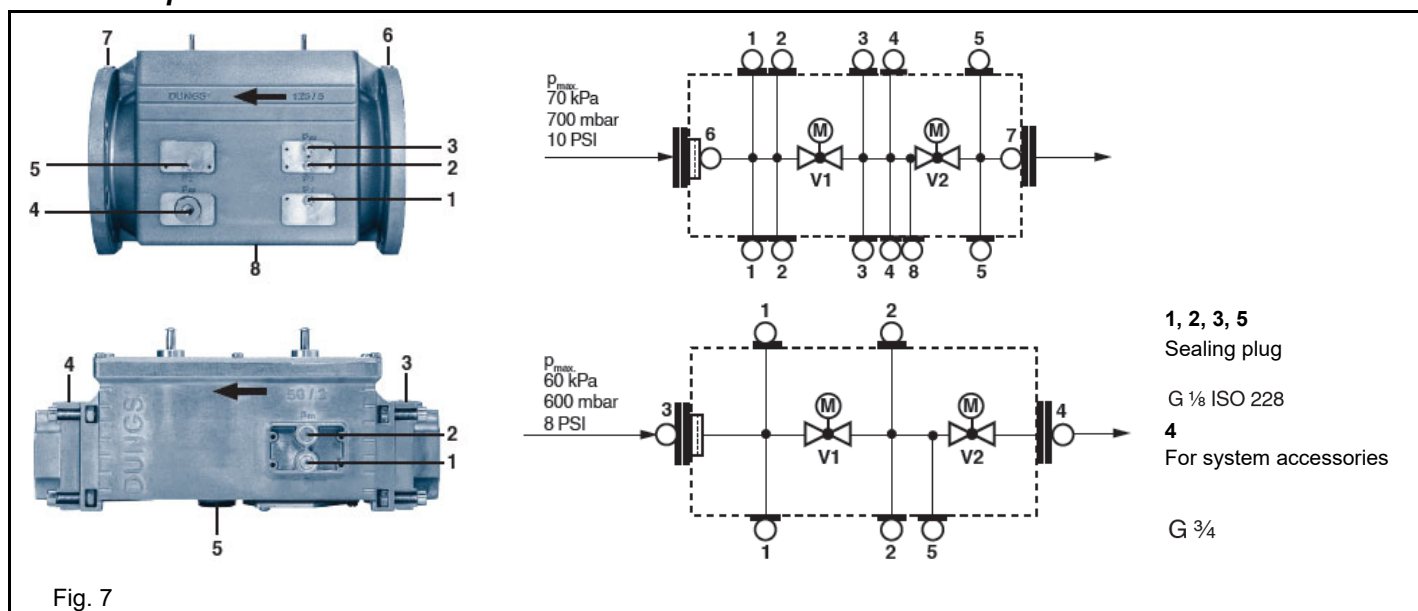 7
6
DUNGS
125 / 5
3
2
1
5
4
8
1 2 3 4 5
pmax.
70 kPa
700 mbar
10 PSI
6
M
M
7
V1
V2
1 2 3 4 8 5
4
3
DUNGS
50 / 3
2
1
5
1 2
pmax.
60 kPa
600 mbar
8 PSI
3
M
M
4
V1
V2
1 2 5
1, 2, 3, 5
Sealing plug
G ⅛ ISO 228
4
For system accessories
G ¾
Fig. 7